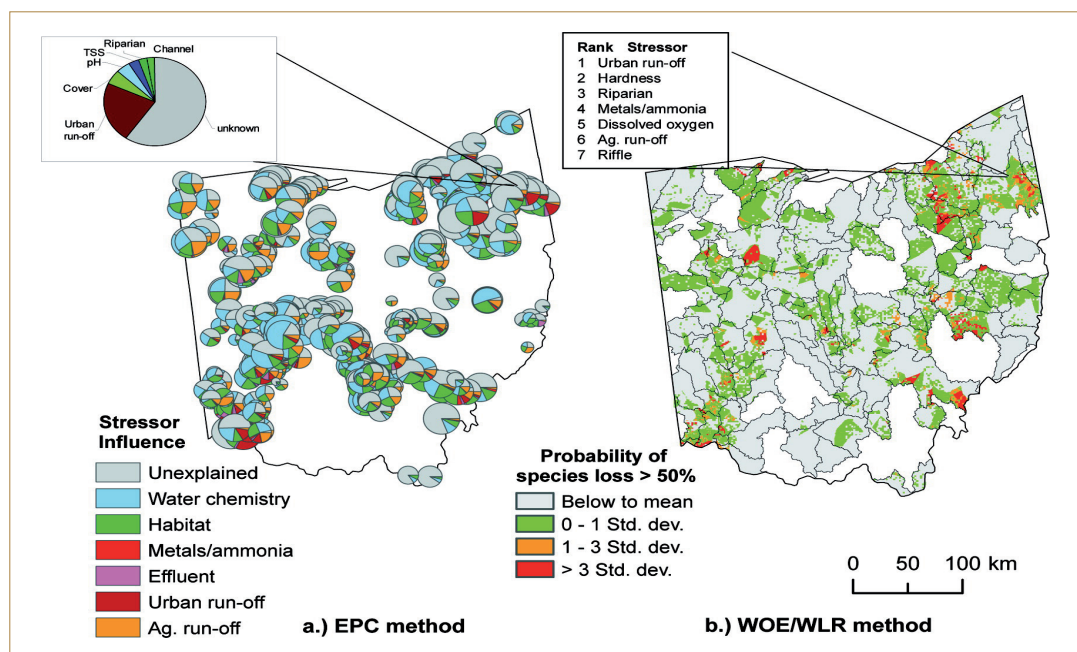 Riparian
Channel
TSS
pH
Cover
Urban
run-off
unknown
Rank Stressor
1 Urban run-off
2 Hardness
3 Riparian
4 Metals/ammonia
5 Dissolved oxygen
6 Ag. run-off
7 Riffle
Stressor
Influence
Unexplained
Water chemistry
Habitat
Metals/ammonia
Effluent
Urban run-off
Ag. run-off
a.) EPC method
Probability of
species loss > 50%
Below to mean
0 - 1 Std. dev.
1 - 3 Std. dev.
> 3 Std. dev.
0 50 100 km
b.) WOE/WLR method